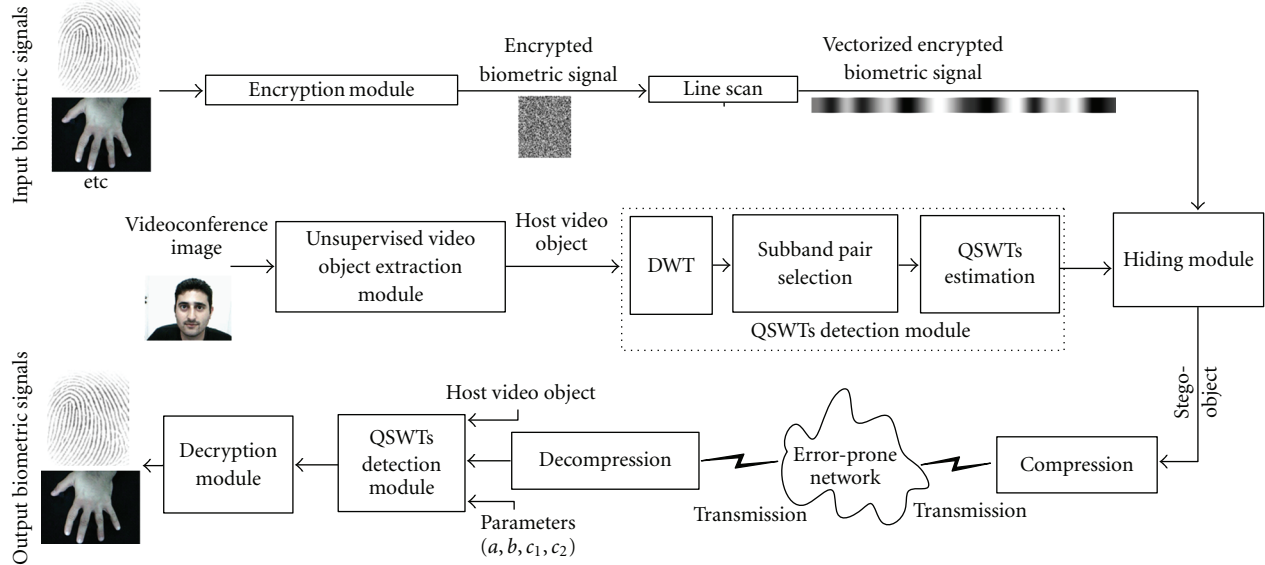 Input biometric signals
etc
Encryption module
Encrypted
biometric signal
Line scan
Vectorized encrypted
biometric signal
Videoconference
image
Unsupervised video
object extraction
module
Host video
object
DWT
Subband pair
selection
QSWTs
estimation
QSWTs detection module
Hiding module
Stego-
object
Output biometric signals
Decryption
module
QSWTs
detection
module
Host video object
Parameters
(a, b, c₁, c₂)
Decompression
Transmission
Error-prone
network
Transmission
Compression